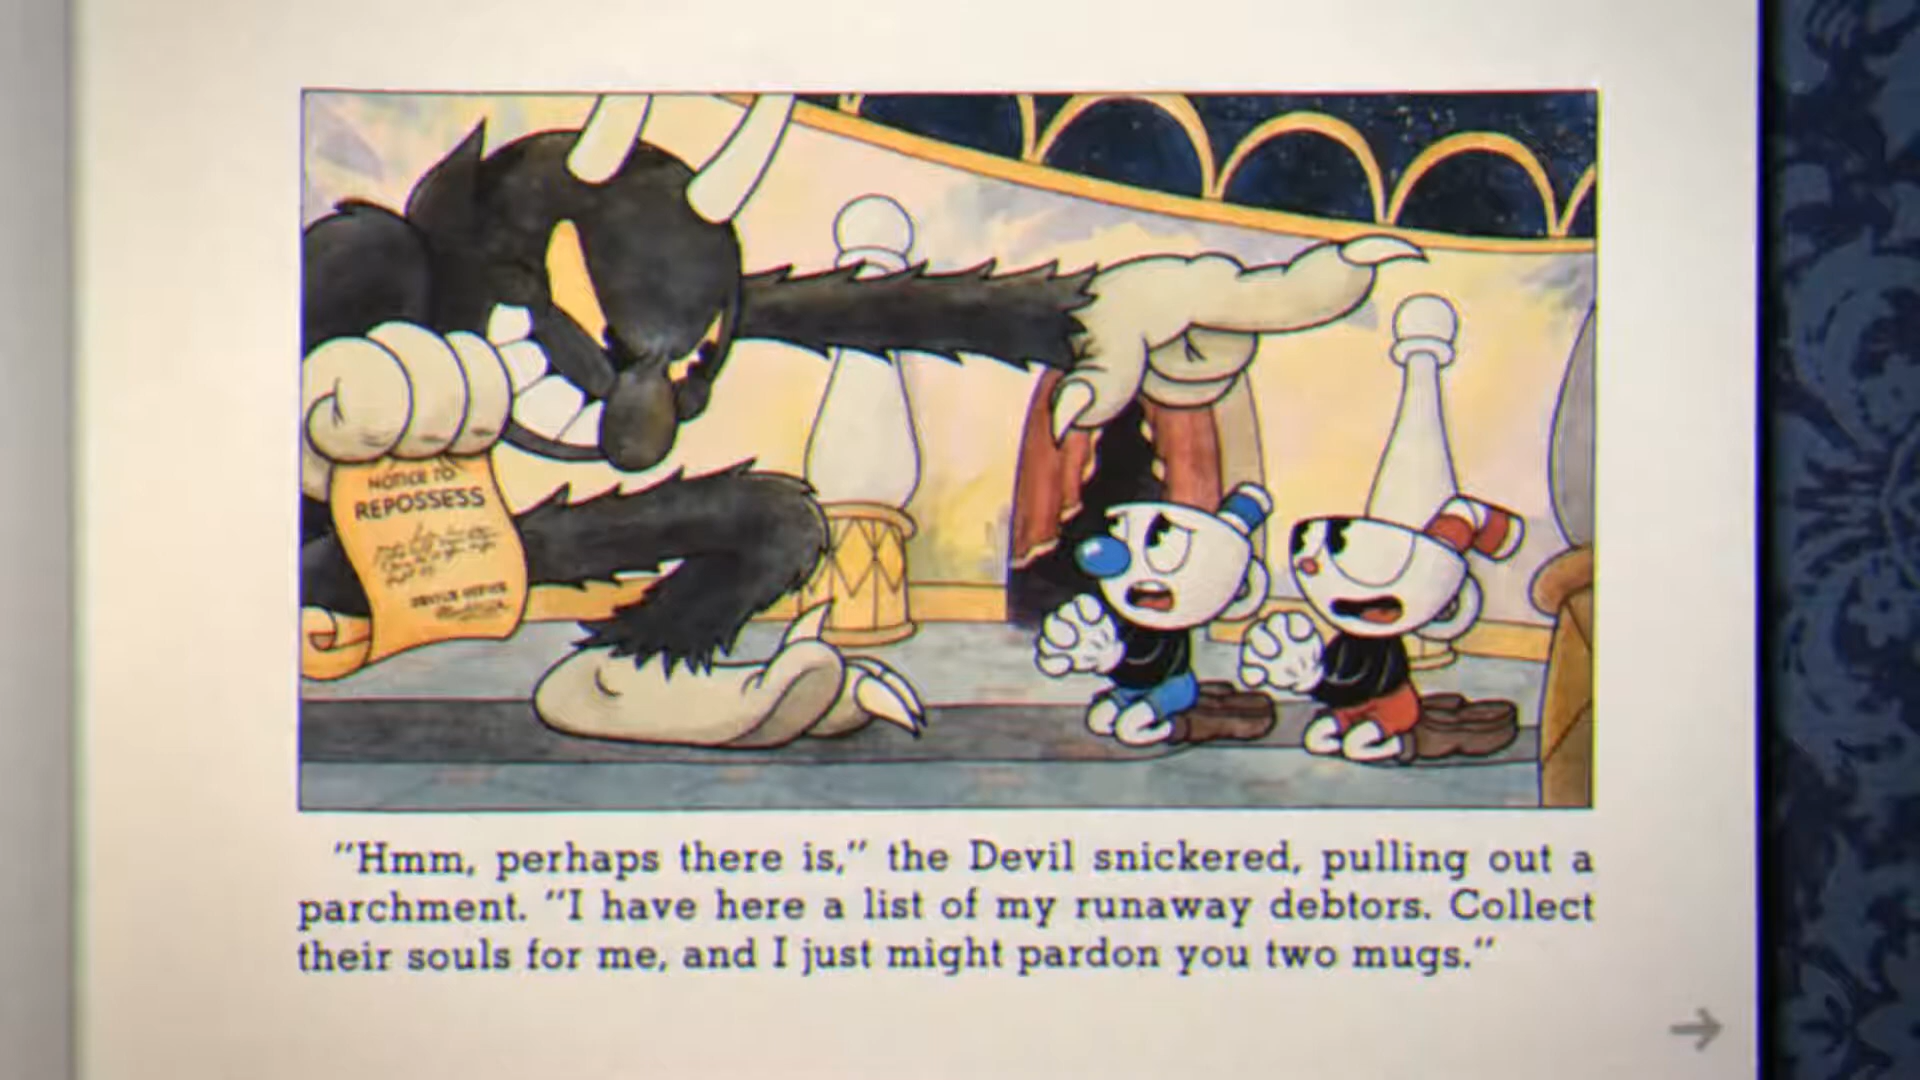 NOTICE TO
REPOSSESS
"Hmm, perhaps there is," the Devil snickered, pulling out a
parchment. "I have here a list of my runaway debtors. Collect
their souls for me, and I just might pardon you two mugs."